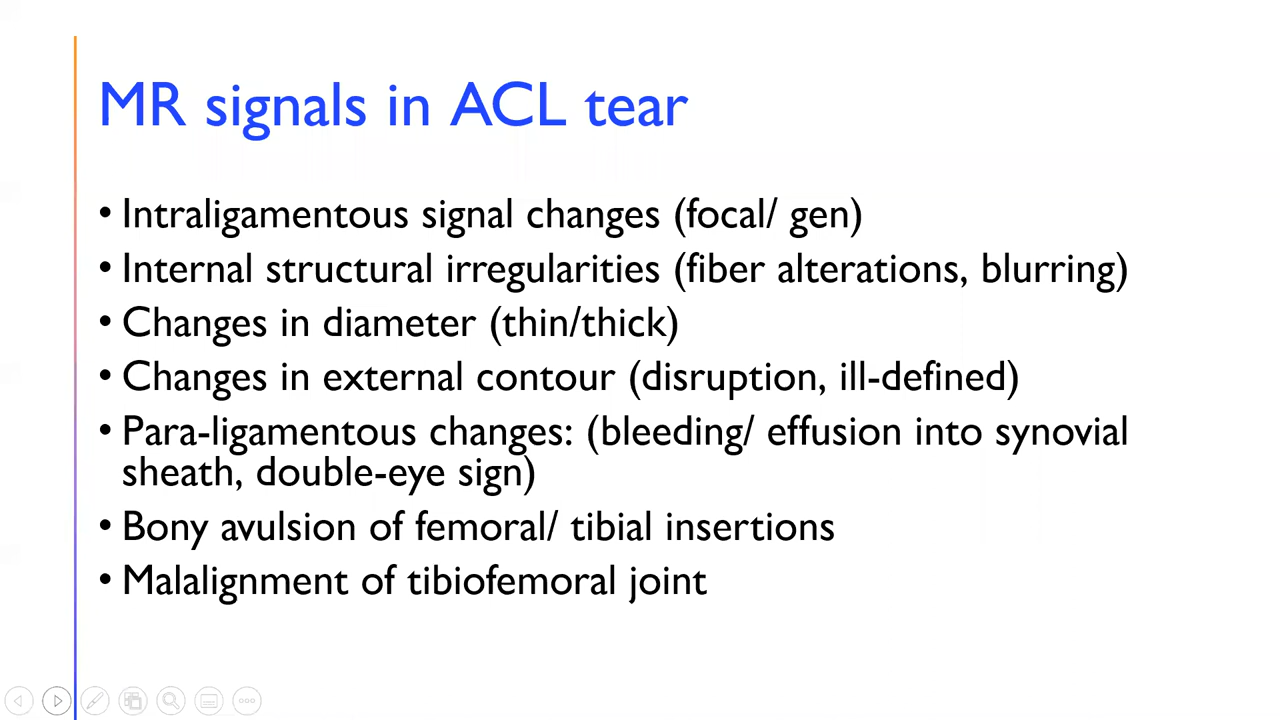 MR signals in ACL tear
• Intraligamentous signal changes (focal/ gen)
• Internal structural irregularities (fiber alterations, blurring)
• Changes in diameter (thin/thick)
• Changes in external contour (disruption, ill-defined)
• Para-ligamentous changes: (bleeding/ effusion into synovial
sheath, double-eye sign)
• Bony avulsion of femoral/ tibial insertions
• Malalignment of tibiofemoral joint